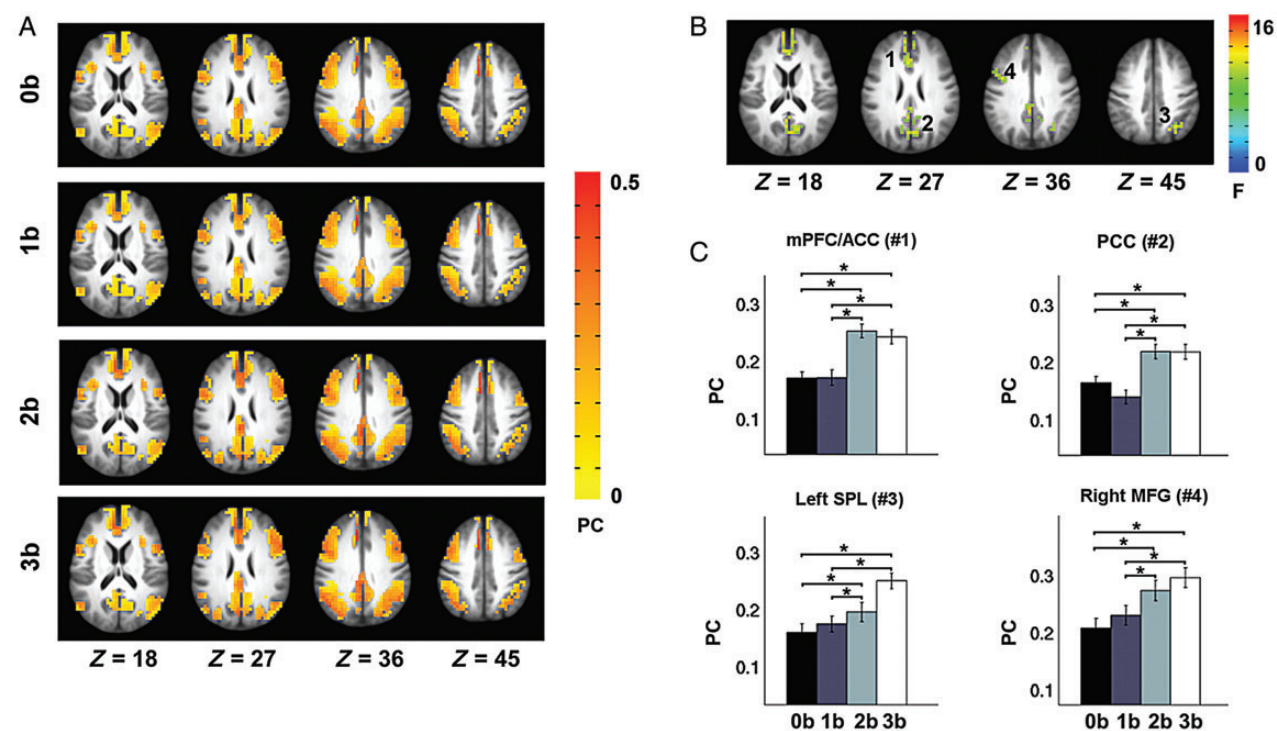 A
0b
1b
2b
3b
Z = 18 Z = 27 Z = 36 Z = 45
0.5
0
PC
B
1 4 2 3
Z = 18 Z = 27 Z = 36 Z = 45
16
0
F
C
mPFC/ACC (#1)
* * * *
0.3
0.2
0.1
PC
PCC (#2)
* * * *
0.3
0.2
0.1
PC
Left SPL (#3)
* * * *
0.3
0.2
0.1
PC
0b 1b 2b 3b
Right MFG (#4)
* * * *
0.3
0.2
0.1
PC
0b 1b 2b 3b